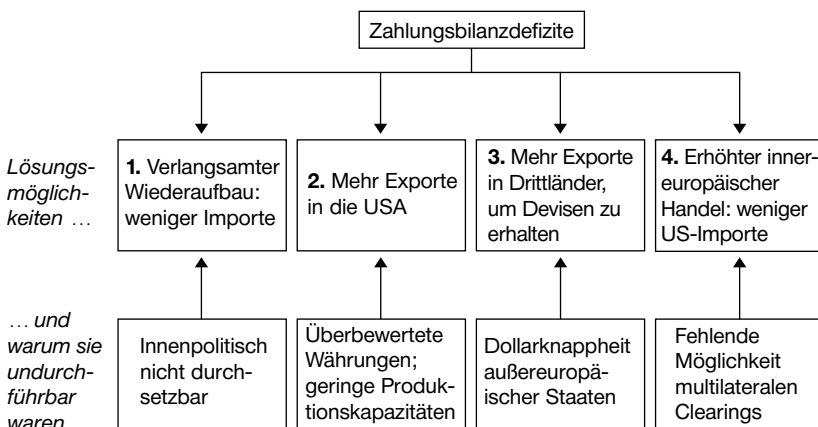 Zahlungsbilanzdefizite
Lösungs-
möglich-
keiten ...
1. Verlangsamter
Wiederaufbau:
weniger Importe
2. Mehr Exporte
in die USA
3. Mehr Exporte
in Drittländer,
um Devisen zu
erhalten
4. Erhöhter inner-
europäischer
Handel: weniger
US-Importe
... und
warum sie
undurch-
führbar
waren
Innenpolitisch
nicht durch-
setzbar
Überbewertete
Währungen;
geringe Produk-
tionskapazitäten
Dollarknappheit
außereuropä-
ischer Staaten
Fehlende
Möglichkeit
multilateralen
Clearings